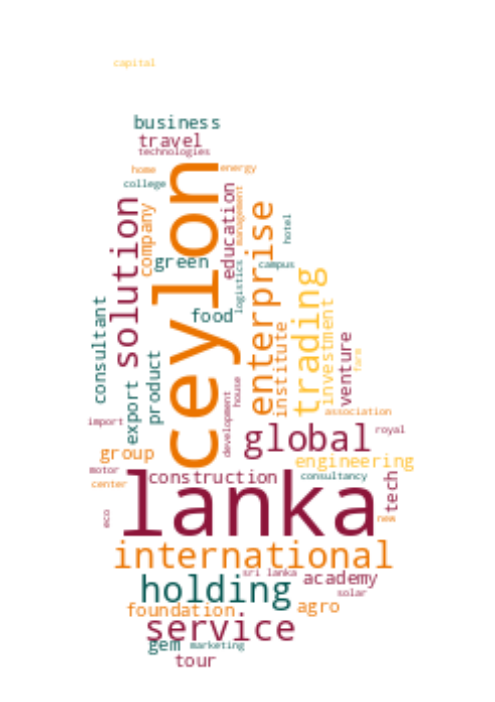 capital
business
travel
technologies
home
energy
college
ceylon
solution
company
education
management
enterprise
hotel
green
campus
logistics
trading
consultant
food
investment
institute
venture
fare
product
export
development
house
association
import
global
royal
group
engineering
motor
construction
consultancy
center
tech
lanka
eco
new
international
sri lanka
academy
holding
solar
foundation
agro
service
gem
marketing
tour